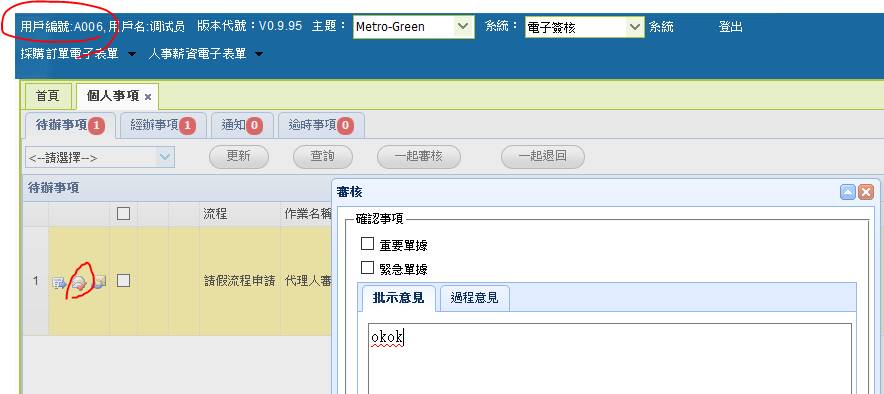 用戶編號:A006,用戶名:调试员 版本代號：V0.9.95 主題： Metro-Green 系統： 電子簽核 系統 登出
採購訂單電子表單 人事薪資電子表單
首頁 個人事項 ×
待辦事項 1 經辦事項 1 通知 0 逾時事項 0
<--請選擇--> 更新 查詢 一起審核 一起退回
待辦事項
審核
流程 作業名稱
確認事項
重要單據
緊急單據
1 請假流程申請 代理人審
批示意見 過程意見
okok